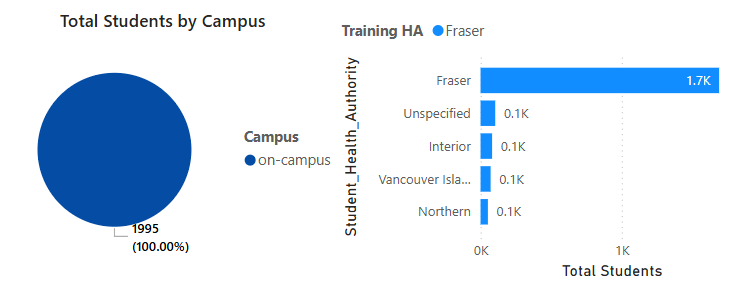 Total Students by Campus
1995
(100.00%)
Campus
on-campus
Training HA Fraser
Student_Health_Authority
Fraser 1.7K
Unspecified 0.1K
Interior 0.1K
Vancouver Isla... 0.1K
Northern 0.1K
0K 1K
Total Students